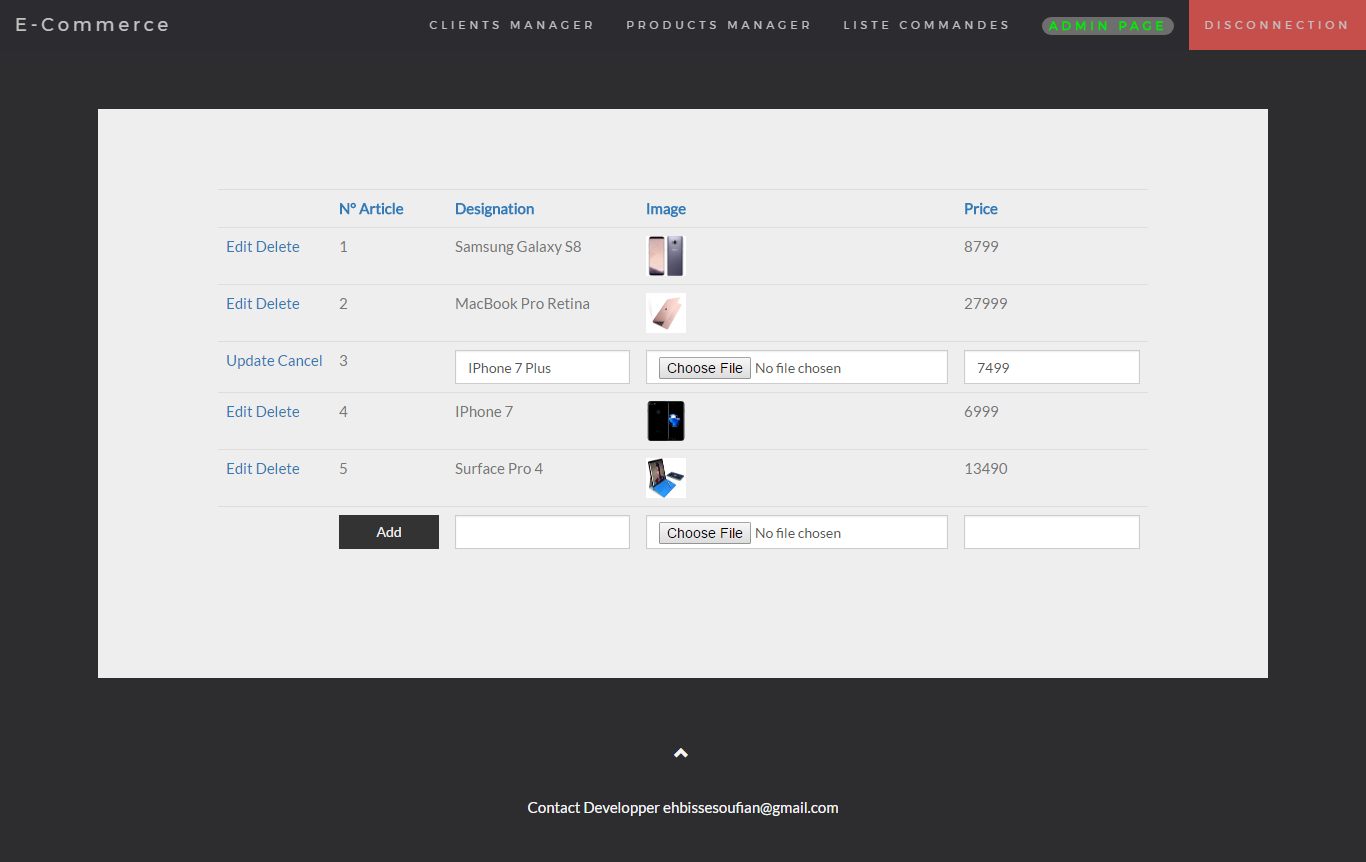 E-Commerce CLIENTS MANAGER PRODUCTS MANAGER LISTE COMMANDES ADMIN PAGE DISCONNECTION
N° Article Designation Image Price
Edit Delete 1 Samsung Galaxy S8 8799
Edit Delete 2 MacBook Pro Retina 27999
Update Cancel 3 IPhone 7 Plus Choose File No file chosen 7499
Edit Delete 4 IPhone 7 6999
Edit Delete 5 Surface Pro 4 13490
Add Choose File No file chosen
Contact Developper ehbissesoufian@gmail.com